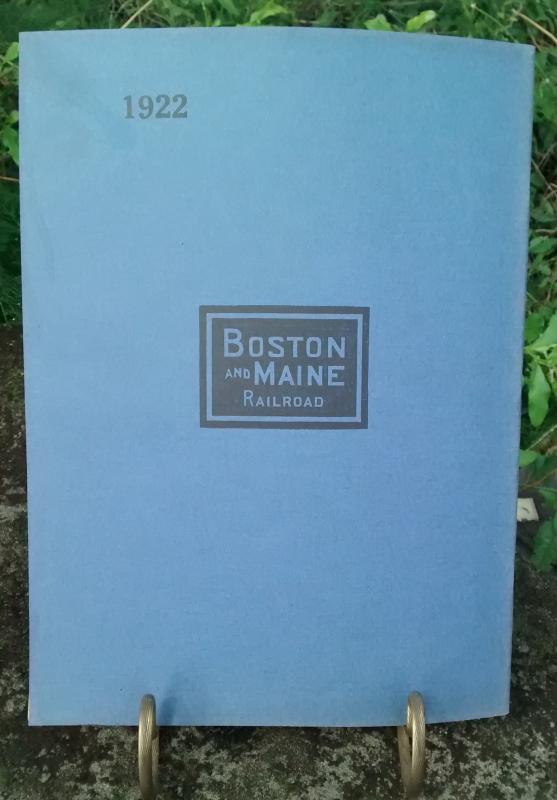 1922
BOSTON
AND MAINE
RAILROAD